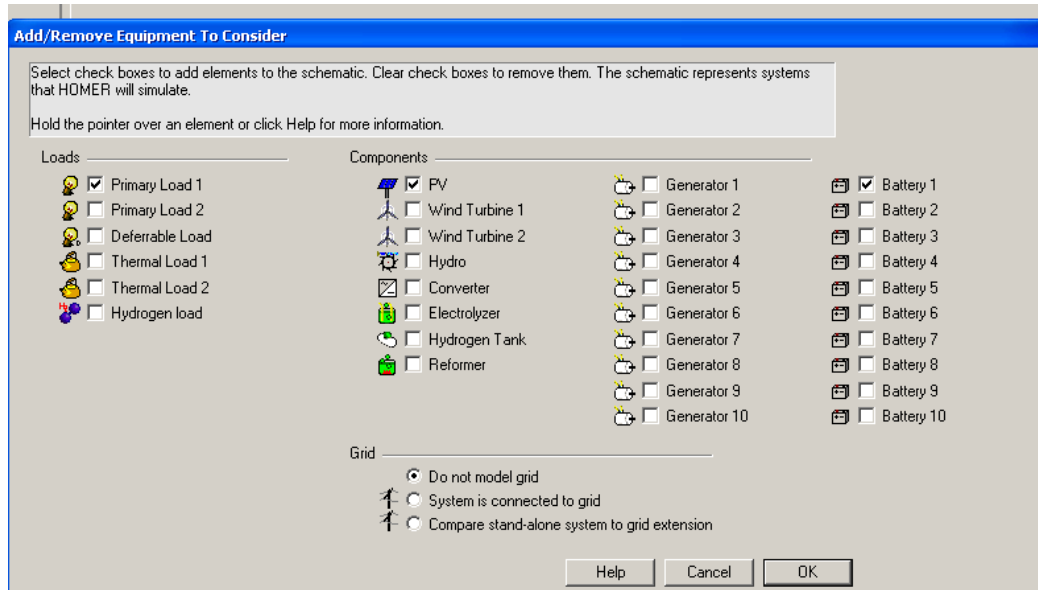 Add/Remove Equipment To Consider
Select check boxes to add elements to the schematic. Clear check boxes to remove them. The schematic represents systems
that HOMER will simulate.
Hold the pointer over an element or click Help for more information.
Loads
Primary Load 1
Primary Load 2
Deferrable Load
Thermal Load 1
Thermal Load 2
Hydrogen load
Components
PV
Wind Turbine 1
Wind Turbine 2
Hydro
Converter
Electrolyzer
Hydrogen Tank
Reformer
Generator 1
Generator 2
Generator 3
Generator 4
Generator 5
Generator 6
Generator 7
Generator 8
Generator 9
Generator 10
Battery 1
Battery 2
Battery 3
Battery 4
Battery 5
Battery 6
Battery 7
Battery 8
Battery 9
Battery 10
Grid
Do not model grid
System is connected to grid
Compare stand-alone system to grid extension
Help
Cancel
OK